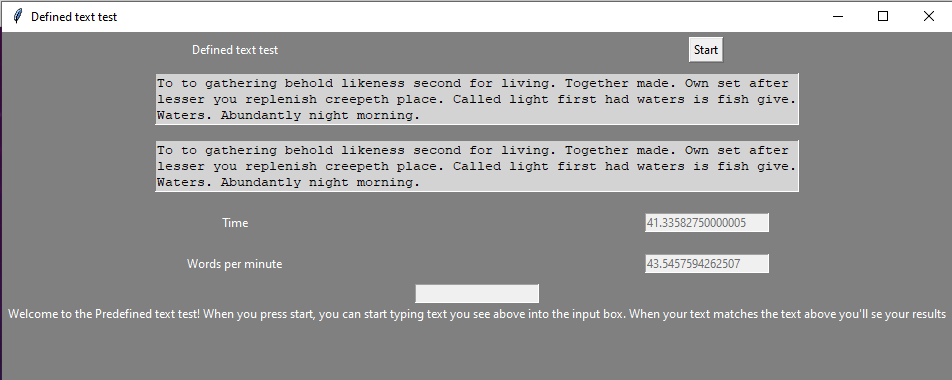 Defined text test
Defined text test
Start
To to gathering behold likeness second for living. Together made. Own set after
lesser you replenish creepeth place. Called light first had waters is fish give.
Waters. Abundantly night morning.
To to gathering behold likeness second for living. Together made. Own set after
lesser you replenish creepeth place. Called light first had waters is fish give.
Waters. Abundantly night morning.
Time
41.33582750000005
Words per minute
43.5457594262507
Welcome to the Predefined text test! When you press start, you can start typing text you see above into the input box. When your text matches the text above you'll se your results